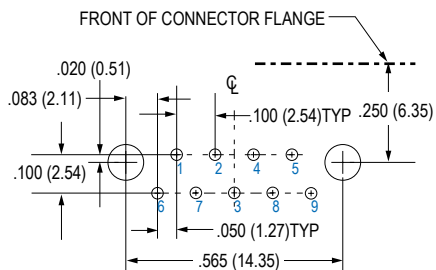 FRONT OF CONNECTOR FLANGE
.020 (0.51)
℄
.083 (2.11)
.100 (2.54)TYP
.250 (6.35)
1 2 4 5
.100 (2.54)
6 7 3 8 9
.050 (1.27)TYP
.565 (14.35)